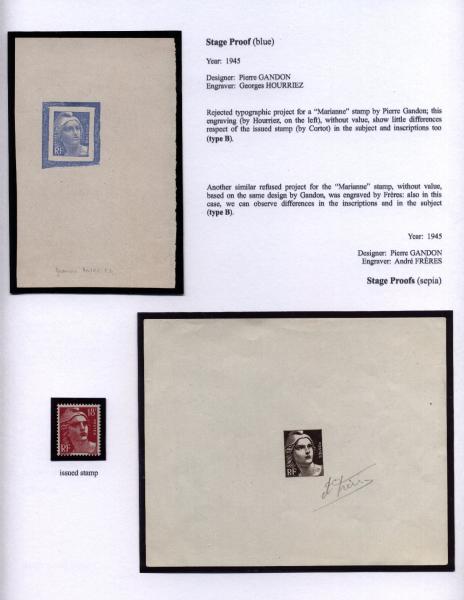 Stage Proof (blue)
Year: 1945
Designer: Pierre GANDON
Engraver: Georges HOURRIEZ
Rejected typographic project for a "Marianne" stamp by Pierre Gandon; this
engraving (by Hourriez, on the left), without value, show little differences
respect of the issued stamp (by Cortot) in the subject and inscriptions too
(type B).
Another similar refused project for the "Marianne" stamp, without value,
based on the same design by Gandon, was engraved by Frères: also in this
case, we can observe differences in the inscriptions and in the subject
(type B).
Year: 1945
Designer: Pierre GANDON
Engraver: André FRÈRES
Stage Proofs (sepia)
RF
18F
RF
issued stamp
RF